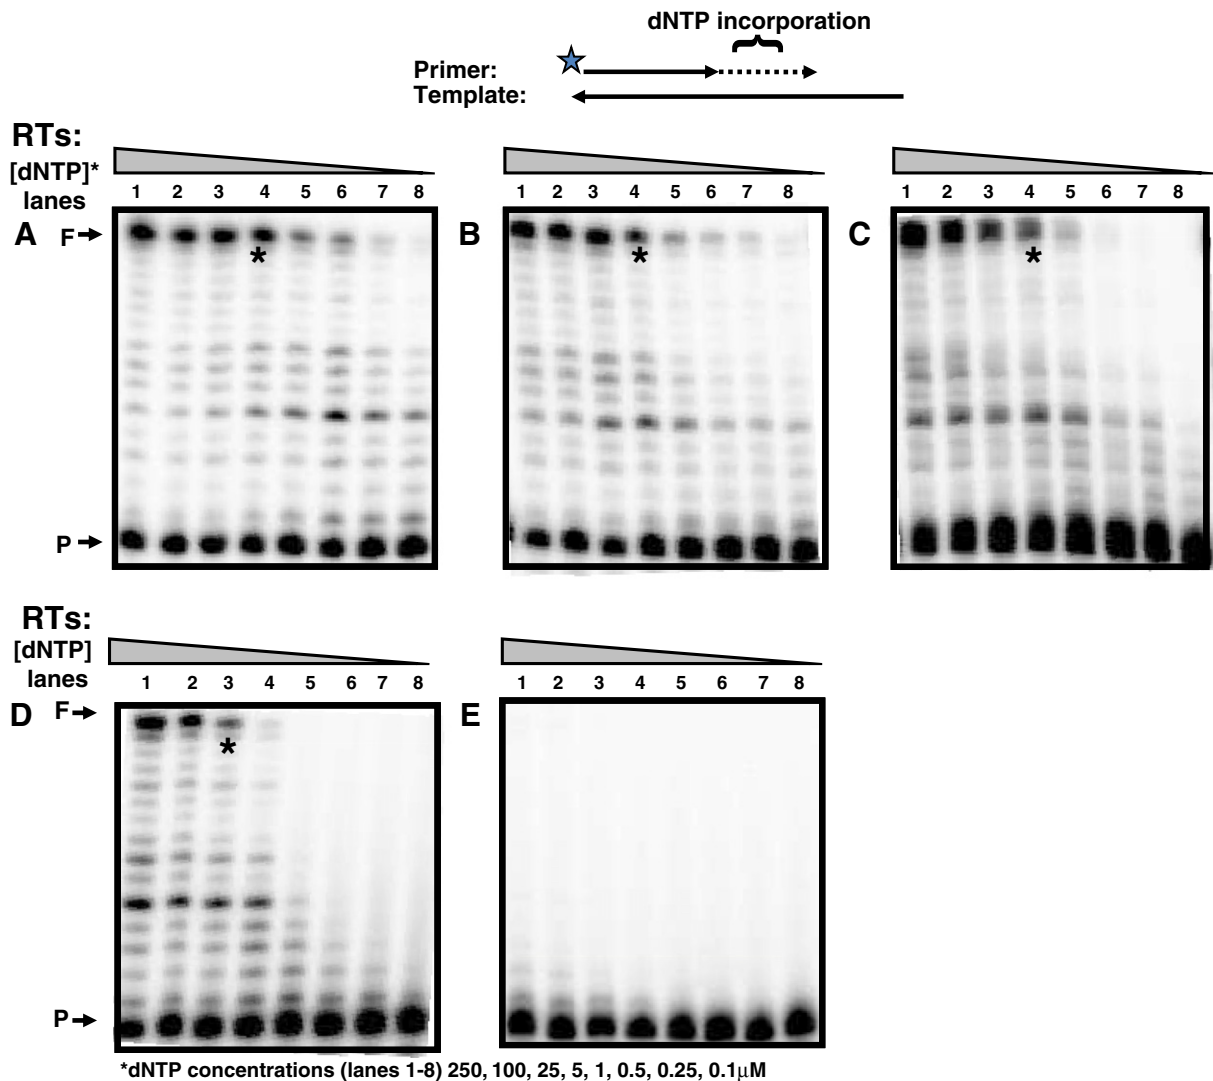 dNTP incorporation
Primer:
Template:
RTs:
[dNTP]*
lanes
1 2 3 4 5 6 7 8
1 2 3 4 5 6 7 8
1 2 3 4 5 6 7 8
A F
*
B
*
C
*
P
RTs:
[dNTP]
lanes
1 2 3 4 5 6 7 8
1 2 3 4 5 6 7 8
D F
*
E
P
*dNTP concentrations (lanes 1-8) 250, 100, 25, 5, 1, 0.5, 0.25, 0.1μM